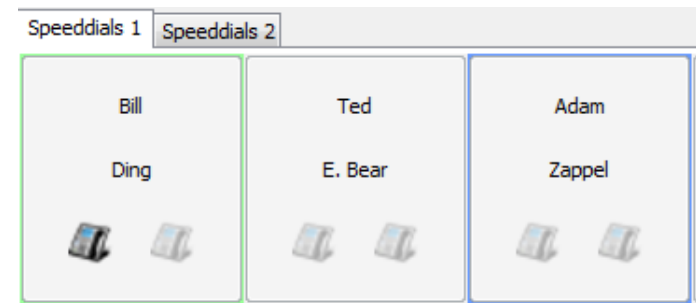 Speeddials 1
Speeddials 2
Bill
Ding
Ted
E. Bear
Adam
Zappel